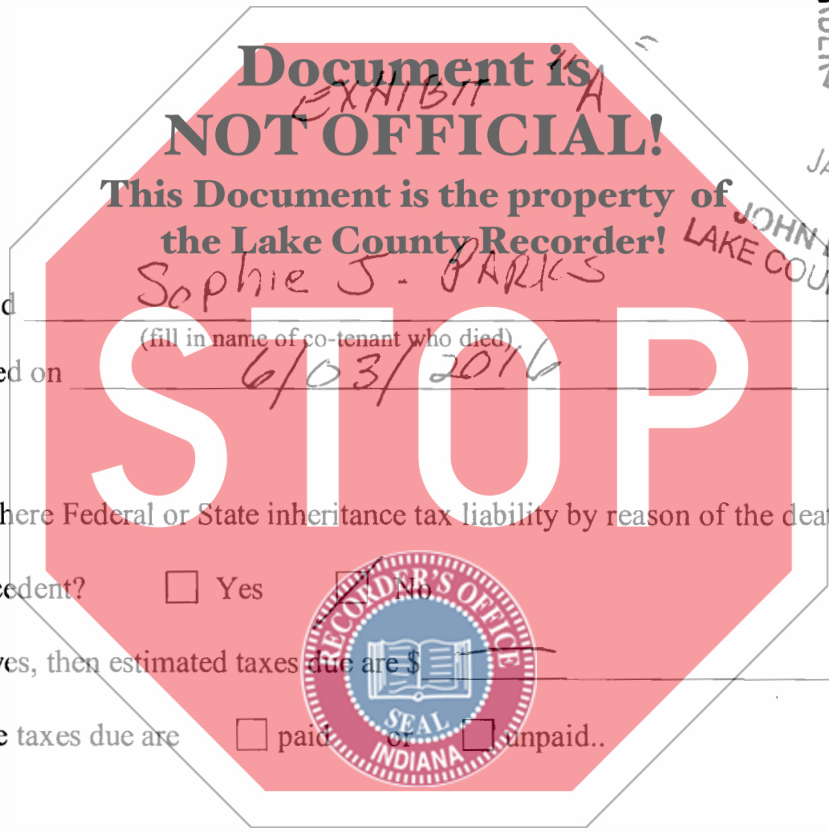 Document is
EXHIBIT "A
NOT OFFICIAL!
This Document is the property of
the Lake County Recorder!
JOHN
LAKE COU
Sophie J. PARKS
d
(fill in name of co-tenant who died)
ed on 6/03/2016
STOP
here Federal or State inheritance tax liability by reason of the deat
cedent? Yes No
yes, then estimated taxes due are $
e taxes due are paid or unpaid..
RECORDER'S OFFICE
SEAL
INDIANA